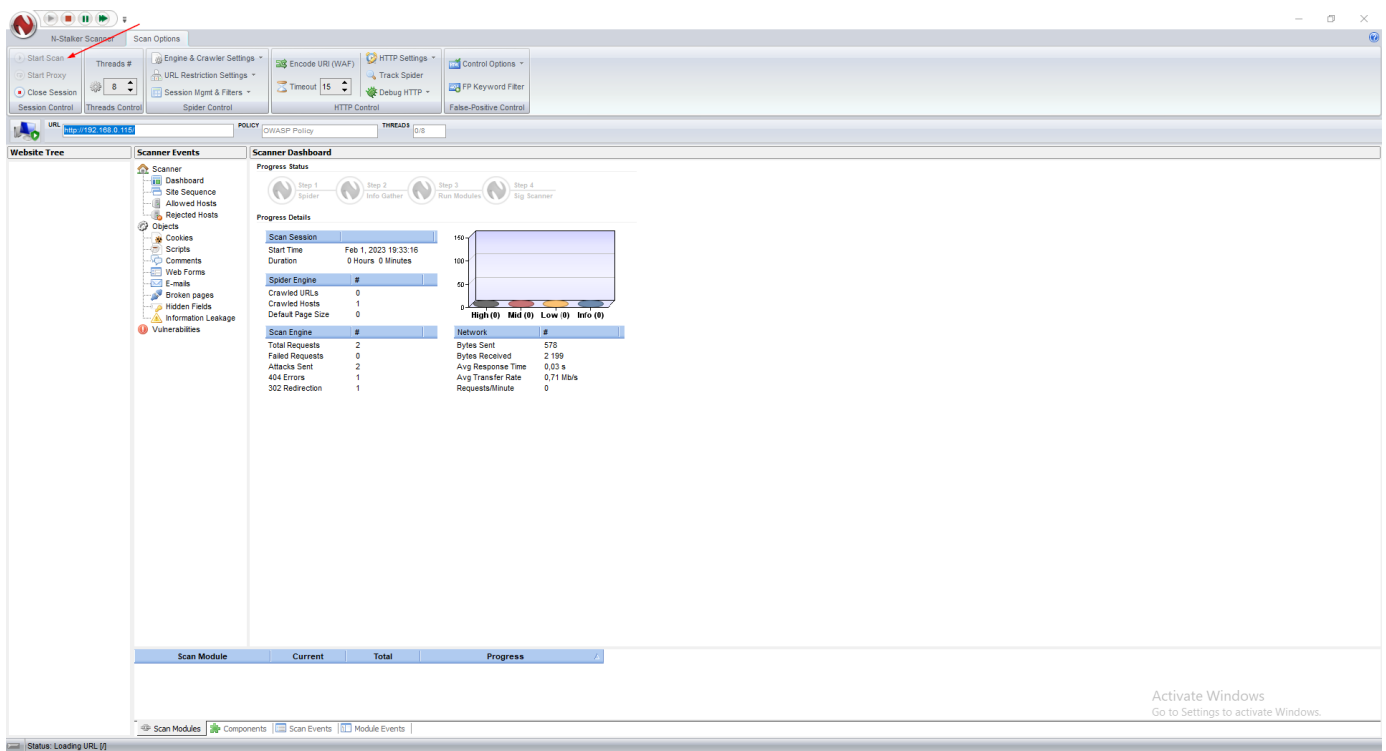 N-Stalker Scanner Scan Options
Start Scan
Start Proxy
Close Session
Session Control
Threads #
8
Threads Control
Engine & Crawler Settings
URL Restriction Settings
Session Mgmt & Filters
Spider Control
Encode URI (WAF)
Timeout 15
HTTP Settings
Track Spider
Debug HTTP
HTTP Control
Control Options
FP Keyword Filter
False-Positive Control
URL http://192.168.0.115/ POLICY OWASP Policy THREADS 0/8
Website Tree
Scanner Events
Scanner
Dashboard
Site Sequence
Allowed Hosts
Rejected Hosts
Objects
Cookies
Scripts
Comments
Web Forms
E-mails
Broken pages
Hidden Fields
Information Leakage
Vulnerabilities
Scanner Dashboard
Progress Status
Step 1
Spider
Step 2
Info Gather
Step 3
Run Modules
Step 4
Sig Scanner
Progress Details
Scan Session
Start Time Feb 1, 2023 19:33:16
Duration 0 Hours 0 Minutes
Spider Engine #
Crawled URLs 0
Crawled Hosts 1
Default Page Size 0
Scan Engine #
Total Requests 2
Failed Requests 0
Attacks Sent 2
404 Errors 1
302 Redirection 1
150
100
50
0
High (0) Mid (0) Low (0) Info (0)
Network #
Bytes Sent 578
Bytes Received 2 199
Avg Response Time 0,03 s
Avg Transfer Rate 0,71 Mb/s
Requests/Minute 0
Scan Module Current Total Progress
Activate Windows
Go to Settings to activate Windows.
Scan Modules Components Scan Events Module Events
Status: Loading URL [/]